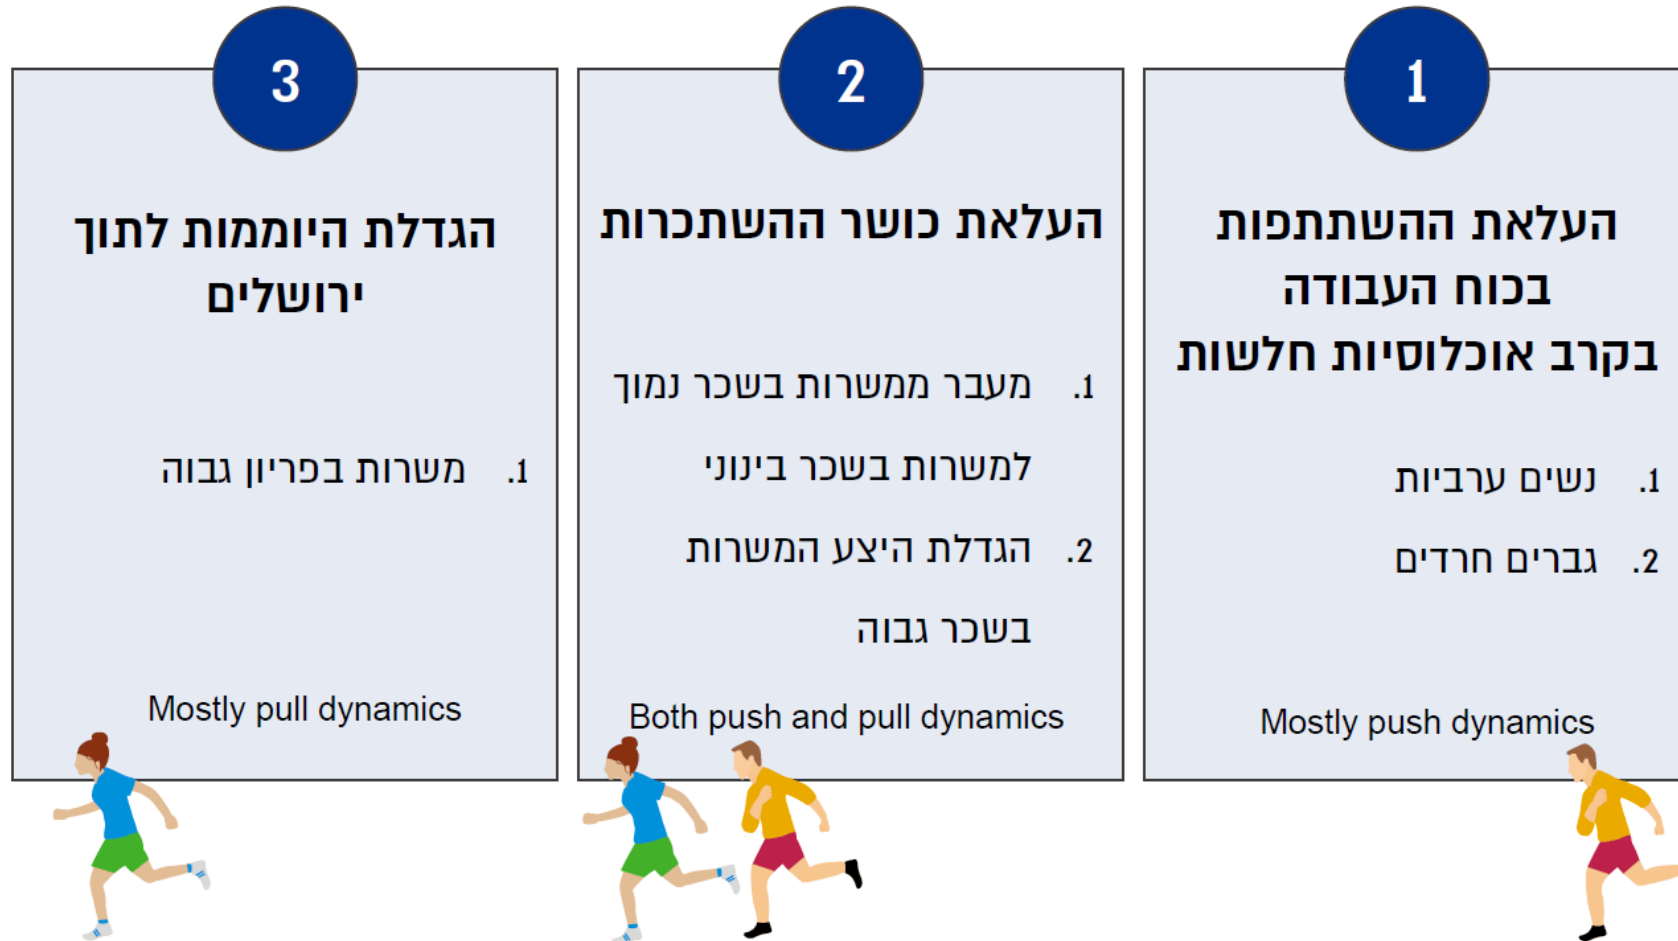 1
העלאת ההשתתפות
בכוח העבודה
בקרב אוכלוסיות חלשות
1. נשים ערביות
2. גברים חרדים
Mostly push dynamics
2
העלאת כושר ההשתכרות
1. מעבר ממשרות בשכר נמוך
למשרות בשכר בינוני
2. הגדלת היצע המשרות
בשכר גבוה
Both push and pull dynamics
3
הגדלת היוממות לתוך
ירושלים
1. משרות בפריון גבוה
Mostly pull dynamics